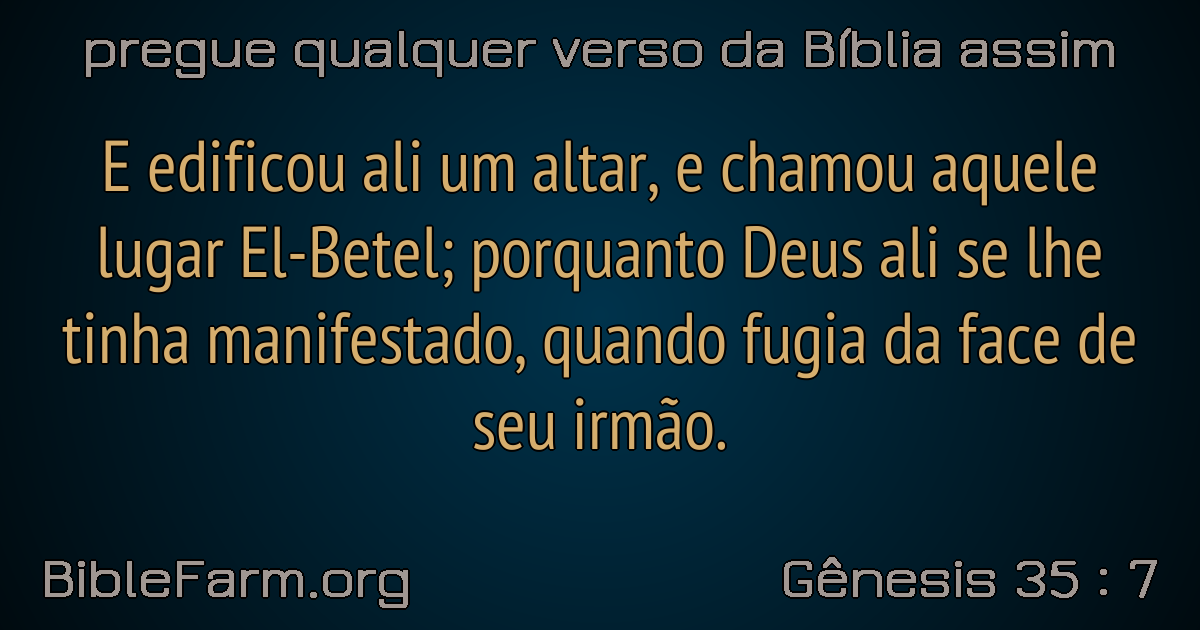 pregue qualquer verso da Bíblia assim
E edificou ali um altar, e chamou aquele
lugar El-Betel; porquanto Deus ali se lhe
tinha manifestado, quando fugia da face de
seu irmão.
BibleFarm.org
Gênesis 35 : 7